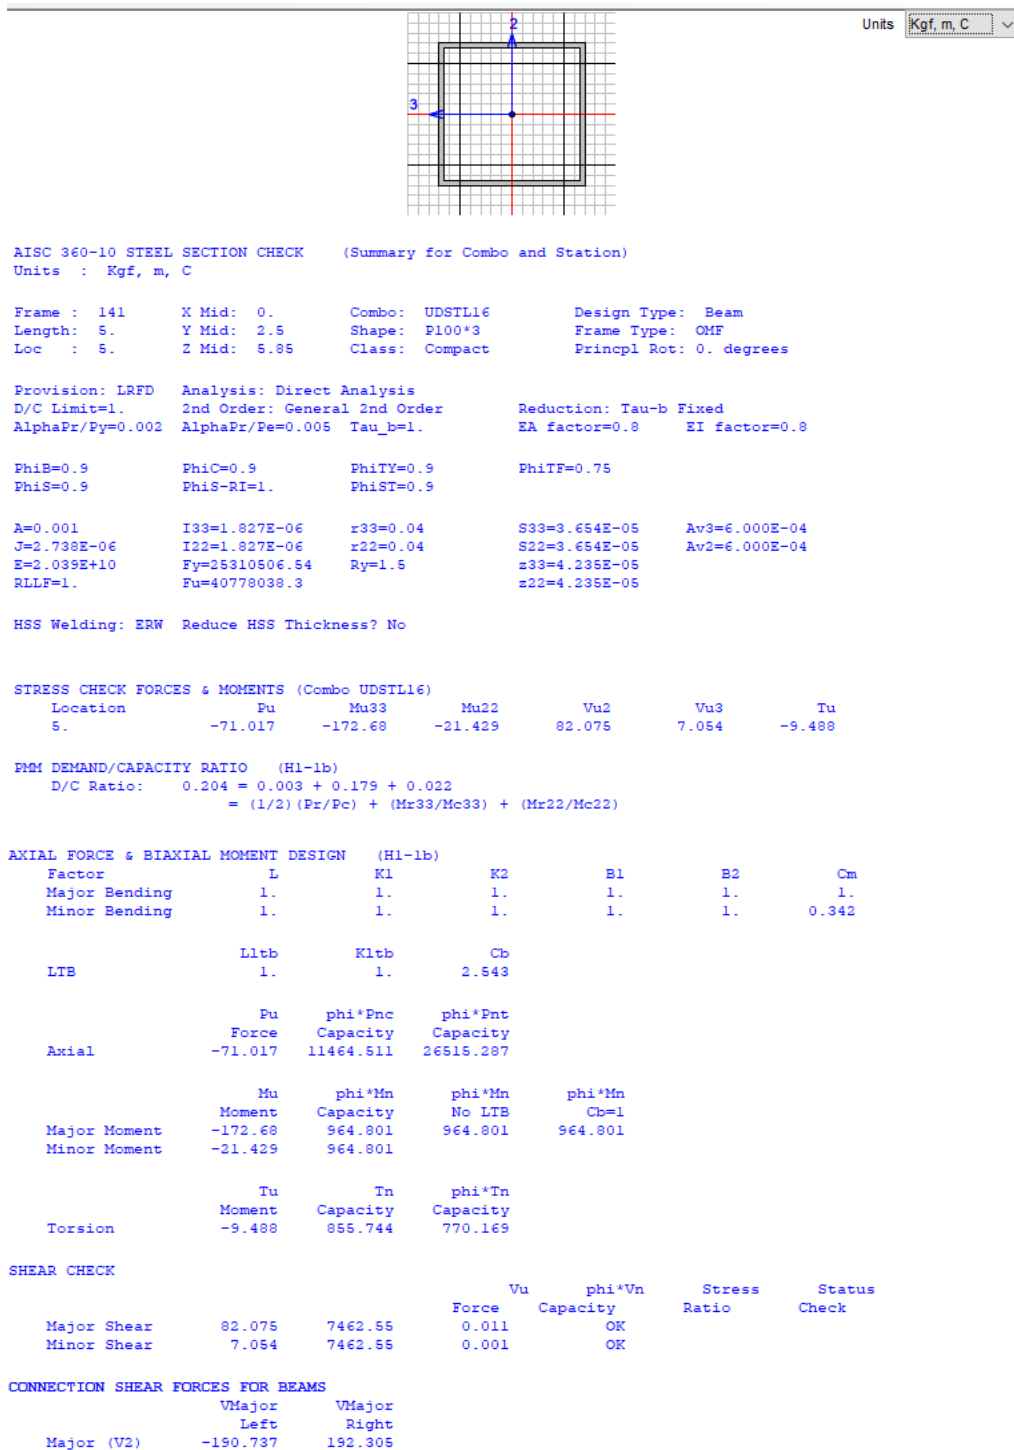 Units Kgf, m, C
2
3
AISC 360-10 STEEL SECTION CHECK (Summary for Combo and Station)
Units : Kgf, m, C
Frame : 141 X Mid: 0. Combo: UDSTL16 Design Type: Beam
Length: 5. Y Mid: 2.5 Shape: P100*3 Frame Type: OMF
Loc : 5. Z Mid: 5.85 Class: Compact Princpl Rot: 0. degrees
Provision: LRFD Analysis: Direct Analysis
D/C Limit=1. 2nd Order: General 2nd Order Reduction: Tau-b Fixed
AlphaPr/Py=0.002 AlphaPr/Pe=0.005 Tau_b=1. EA factor=0.8 EI factor=0.8
PhiB=0.9 PhiC=0.9 PhiTY=0.9 PhiTF=0.75
PhiS=0.9 PhiS-RI=1. PhiST=0.9
A=0.001 I33=1.827E-06 r33=0.04 S33=3.654E-05 Av3=6.000E-04
J=2.738E-06 I22=1.827E-06 r22=0.04 S22=3.654E-05 Av2=6.000E-04
E=2.039E+10 Fy=25310506.54 Ry=1.5 z33=4.235E-05
RLLF=1. Fu=40778038.3 z22=4.235E-05
HSS Welding: ERW Reduce HSS Thickness? No
STRESS CHECK FORCES & MOMENTS (Combo UDSTL16)
Location Pu Mu33 Mu22 Vu2 Vu3 Tu
5. -71.017 -172.68 -21.429 82.075 7.054 -9.488
PMM DEMAND/CAPACITY RATIO (H1-1b)
D/C Ratio: 0.204 = 0.003 + 0.179 + 0.022
= (1/2)(Pr/Pc) + (Mr33/Mc33) + (Mr22/Mc22)
AXIAL FORCE & BIAXIAL MOMENT DESIGN (H1-1b)
Factor L K1 K2 B1 B2 Cm
Major Bending 1. 1. 1. 1. 1. 1.
Minor Bending 1. 1. 1. 1. 1. 0.342
Lltb Kltb Cb
LTB 1. 1. 2.543
Pu phi*Pnc phi*Pnt
Force Capacity Capacity
Axial -71.017 11464.511 26515.287
Mu phi*Mn phi*Mn phi*Mn
Moment Capacity No LTB Cb=1
Major Moment -172.68 964.801 964.801 964.801
Minor Moment -21.429 964.801
Tu Tn phi*Tn
Moment Capacity Capacity
Torsion -9.488 855.744 770.169
SHEAR CHECK
Vu phi*Vn Stress Status
Force Capacity Ratio Check
Major Shear 82.075 7462.55 0.011 OK
Minor Shear 7.054 7462.55 0.001 OK
CONNECTION SHEAR FORCES FOR BEAMS
VMajor VMajor
Left Right
Major (V2) -190.737 192.305